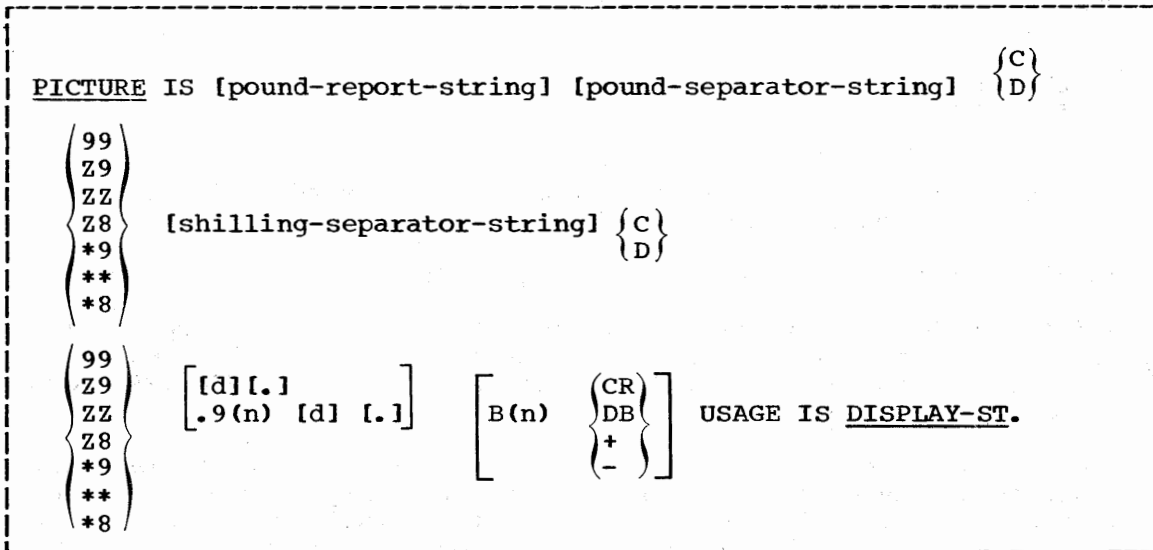 PICTURE IS [pound-report-string] [pound-separator-string] {C
D}
99
Z9
ZZ
Z8
*9
**
*8
[shilling-separator-string] {C
D}
99
Z9
ZZ
Z8
*9
**
*8
[d][.]
.9(n) [d] [.]
B(n)
CR
DB
+
-
USAGE IS DISPLAY-ST.